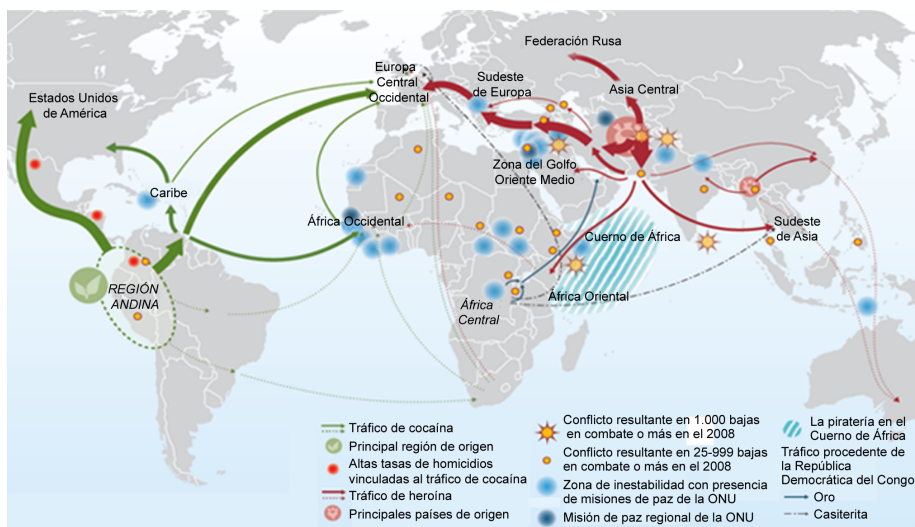 Federación Rusa
Europa
Central
Occidental
Sudeste
de Europa
Asia Central
Estados Unidos
de América
Zona del Golfo
Oriente Medio
Caribe
África Occidental
Cuerno de África
Sudeste
de Asia
REGIÓN
ANDINA
África
Central
África Oriental
Tráfico de cocaína
Principal región de origen
Altas tasas de homicidios
vinculadas al tráfico de cocaína
Tráfico de heroína
Principales países de origen
Conflicto resultante en 1.000 bajas
en combate o más en el 2008
Conflicto resultante en 25-999 bajas
en combate o más en el 2008
Zona de inestabilidad con presencia
de misiones de paz de la ONU
Misión de paz regional de la ONU
La piratería en el
Cuerno de África
Tráfico procedente de
la República
Democrática del Congo
Oro
Casiterita